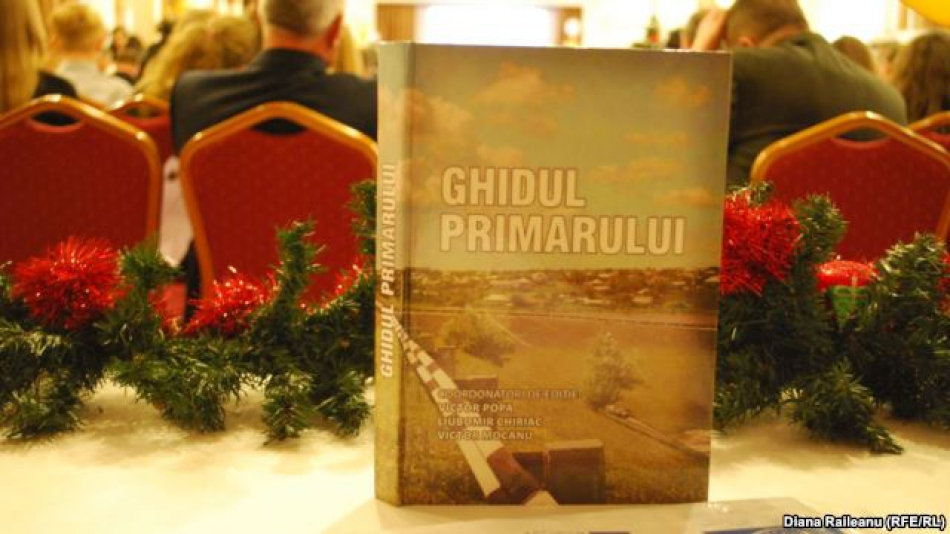 GHIDUL
PRIMARULUI
GHIDUL PRIMARULUI
COORDONATORI DE EDIȚIE:
VICTOR POPA
LIUBOMIR CHIRIAC
VICTOR MOCANU
Diana Raileanu (RFE/RL)